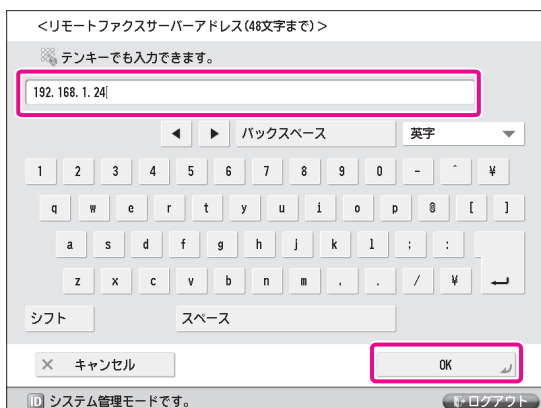 ＜リモートファクスサーバーアドレス(48文字まで)＞
テンキーでも入力できます。
192.168.1.24
◀ ▶ バックスペース 英字 ▼
1 2 3 4 5 6 7 8 9 0 - ^ ¥
q w e r t y u i o p @ [ ]
a s d f g h j k l ; :
z x c v b n m , . / ¥
シフト スペース
× キャンセル OK
ID システム管理モードです。 ログアウト